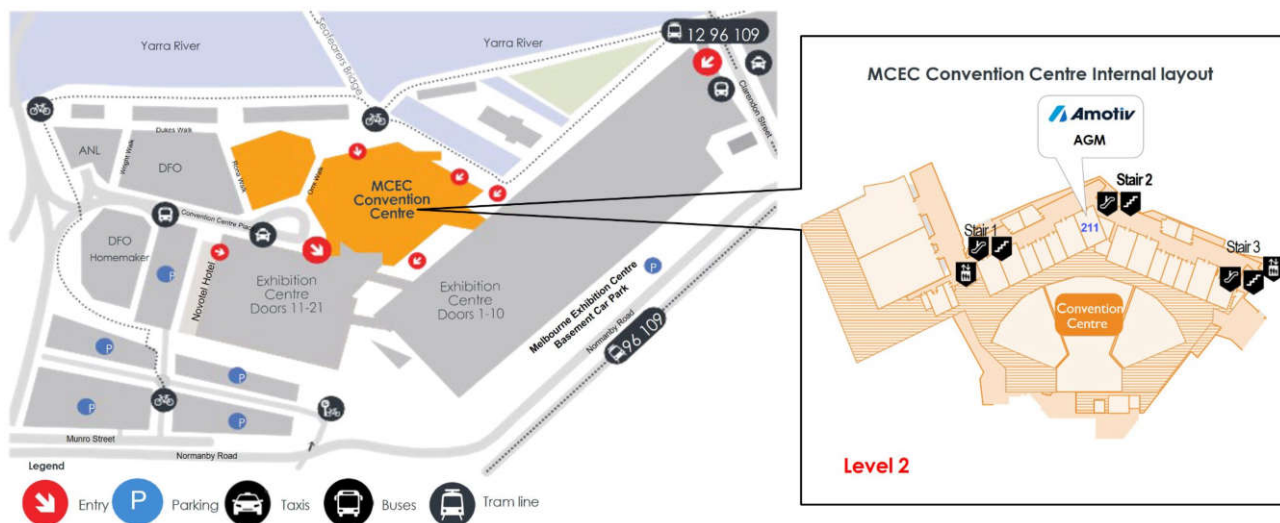 Yarra River
Seafarers Bridge
Yarra River
12 96 109
Clarendon Street
Dukes Walk
ANL
Wright Walk
DFO
Rona Walk
Orrs Walk
MCEC
Convention
Centre
Convention Centre Place
DFO
Homemaker
P
Novotel Hotel
Exhibition
Centre
Doors 11-21
Exhibition
Centre
Doors 1-10
P
Melbourne Exhibition Centre
Basement Car Park
Normanby Road
96 109
P
P
P
P
Munro Street
Normanby Road
Legend
Entry
P
Parking
Taxis
Buses
Tram line
MCEC Convention Centre Internal layout
Amotiv
AGM
Stair 2
211
Stair 1
Stair 3
Convention
Centre
Level 2